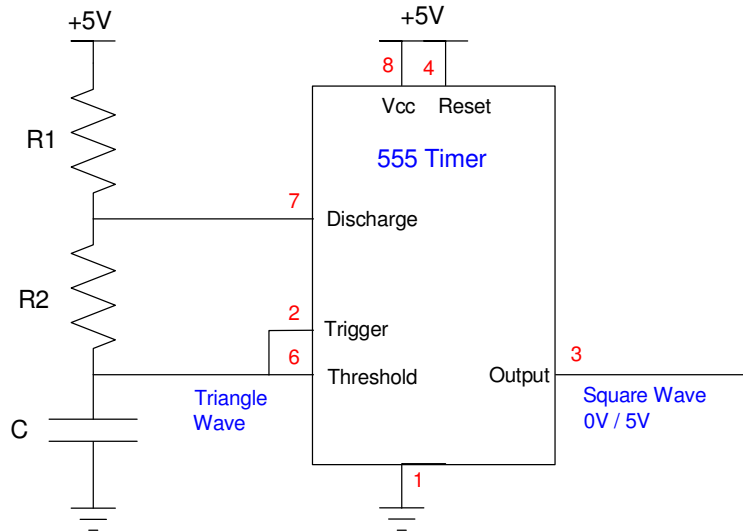 +5V
+5V
8
4
Vcc
Reset
R1
555 Timer
7
Discharge
R2
2
Trigger
6
Threshold
Output
3
Triangle
Wave
Square Wave
0V / 5V
C
1